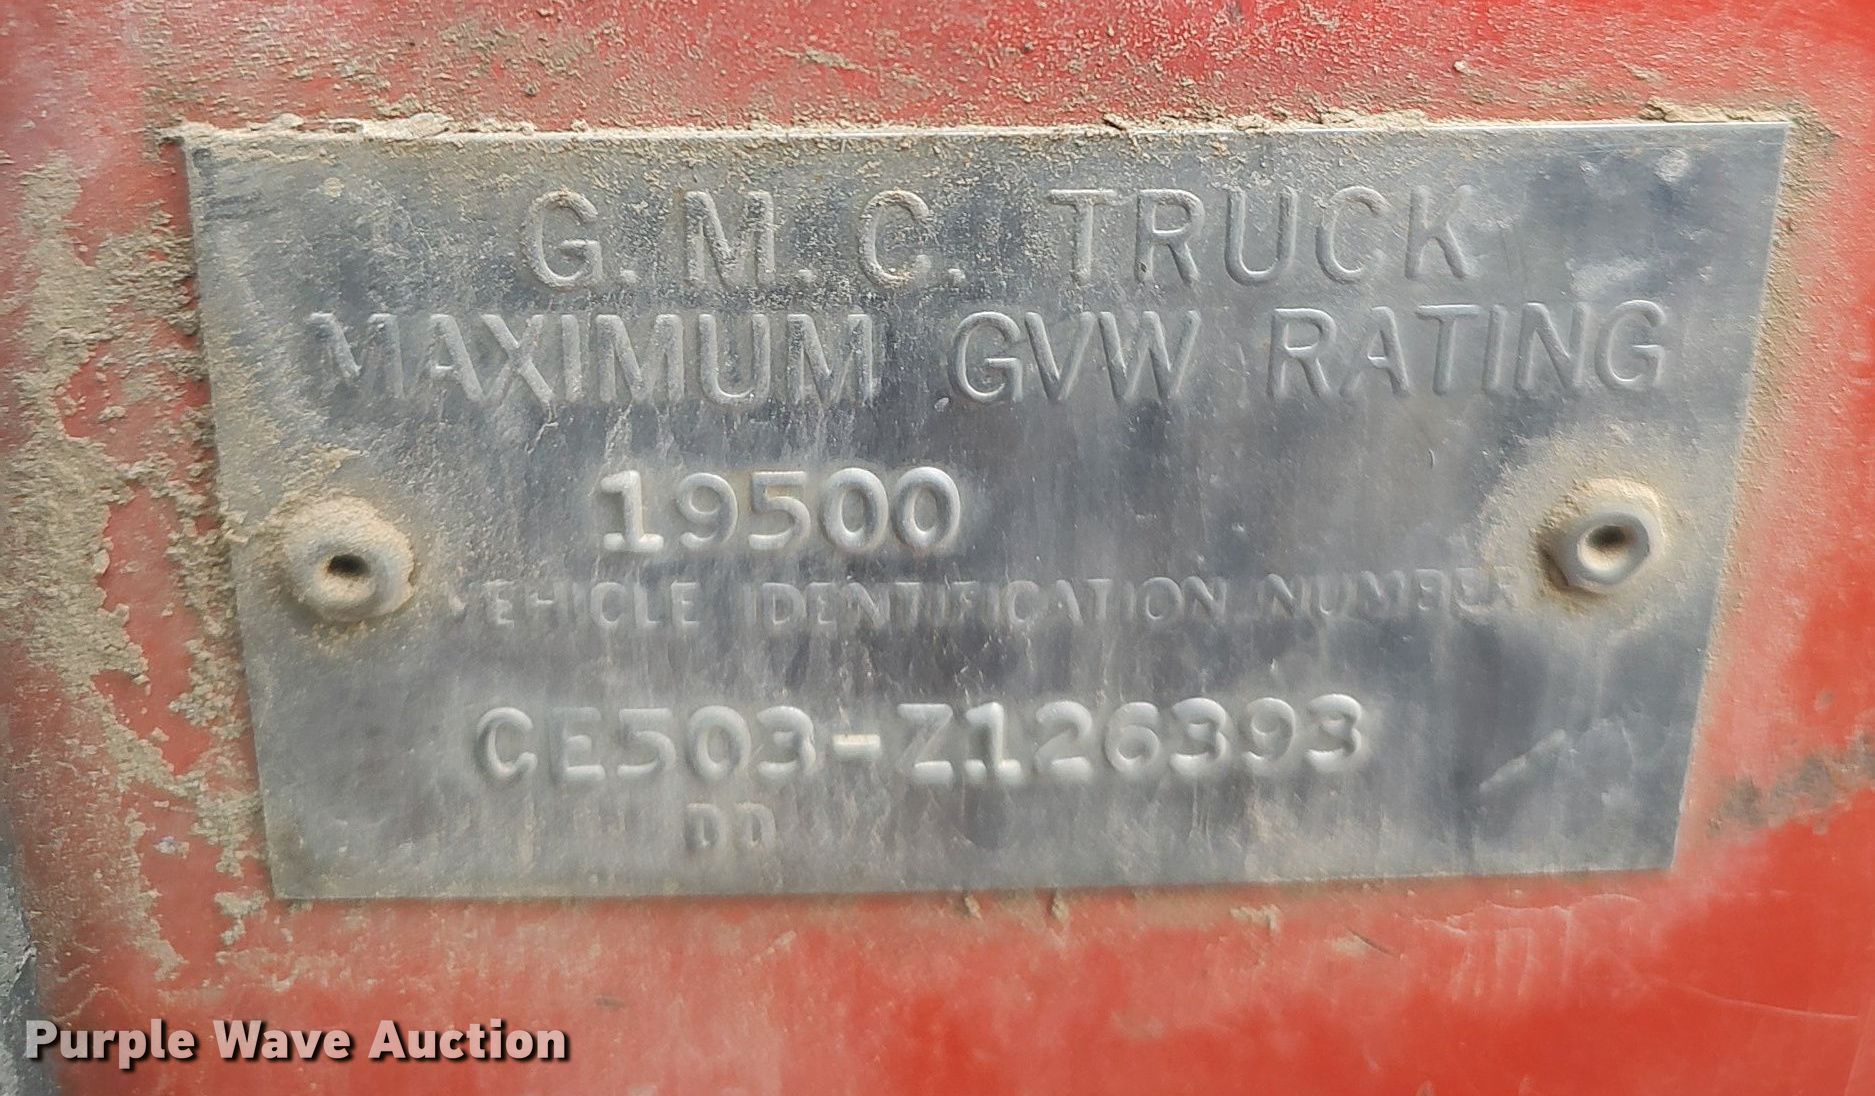 G.M.C. TRUCK
MAXIMUM GVW RATING
19500
VEHICLE IDENTIFICATION NUMBER
CE503-Z126393
DD
Purple Wave Auction